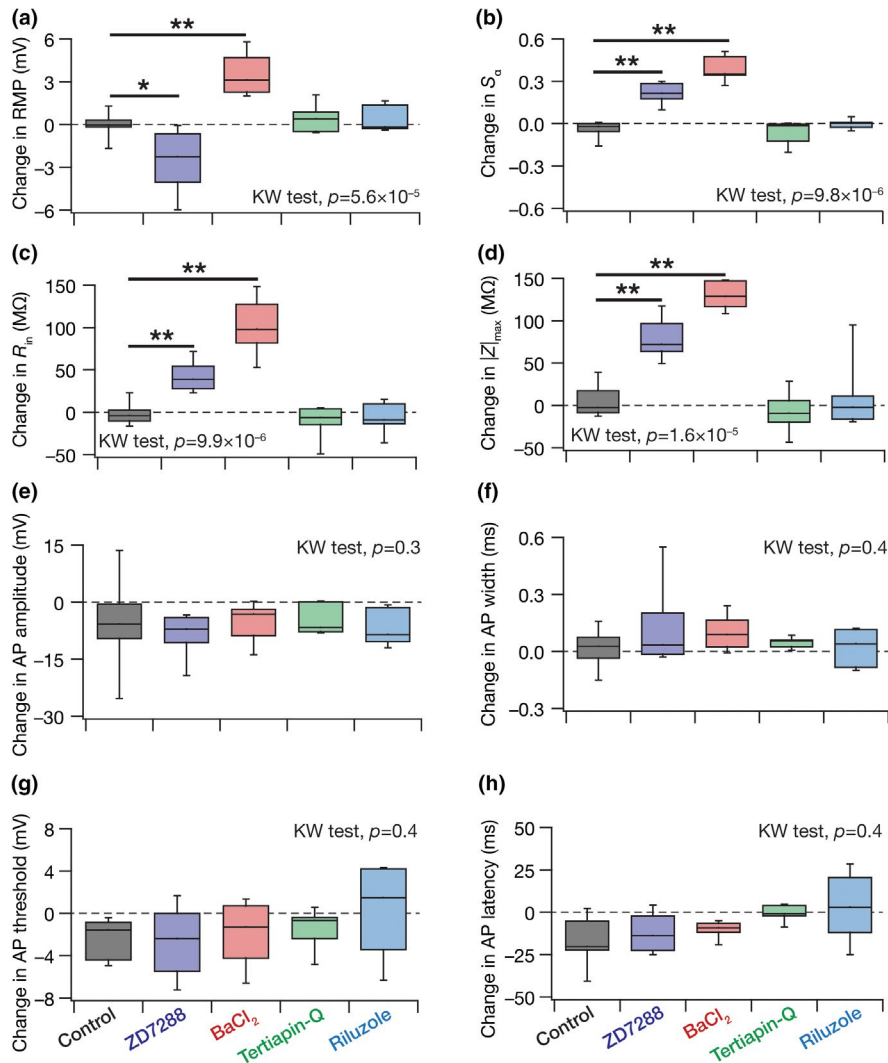 (a)
Change in RMP (mV)
6
3
0
−3
−6
**
*
KW test, p=5.6×10⁻⁵
(b)
Change in Sα
0.6
0.3
0.0
−0.3
−0.6
**
**
KW test, p=9.8×10⁻⁶
(c)
Change in Rin (MΩ)
150
100
50
0
−50
**
**
KW test, p=9.9×10⁻⁶
(d)
Change in |Z|max (MΩ)
150
100
50
0
−50
**
**
KW test, p=1.6×10⁻⁵
(e)
Change in AP amplitude (mV)
15
0
−15
−30
KW test, p=0.3
(f)
Change in AP width (ms)
0.6
0.3
0.0
−0.3
KW test, p=0.4
(g)
Change in AP threshold (mV)
8
4
0
−4
−8
KW test, p=0.4
Control
ZD7288
BaCl₂
Tertiapin-Q
Riluzole
(h)
Change in AP latency (ms)
50
25
0
−25
−50
KW test, p=0.4
Control
ZD7288
BaCl₂
Tertiapin-Q
Riluzole